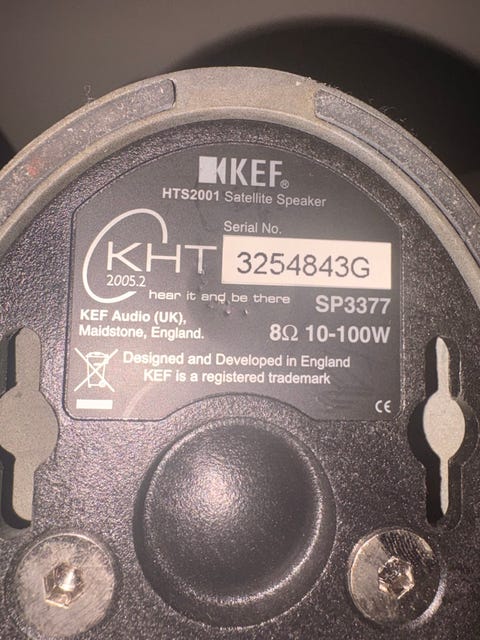 KEF®
HTS2001 Satellite Speaker
Serial No.
KHT 3254843G
2005.2
hear it and be there SP3377
KEF Audio (UK),
Maidstone, England.
8Ω 10-100W
Designed and Developed in England
KEF is a registered trademark
CE